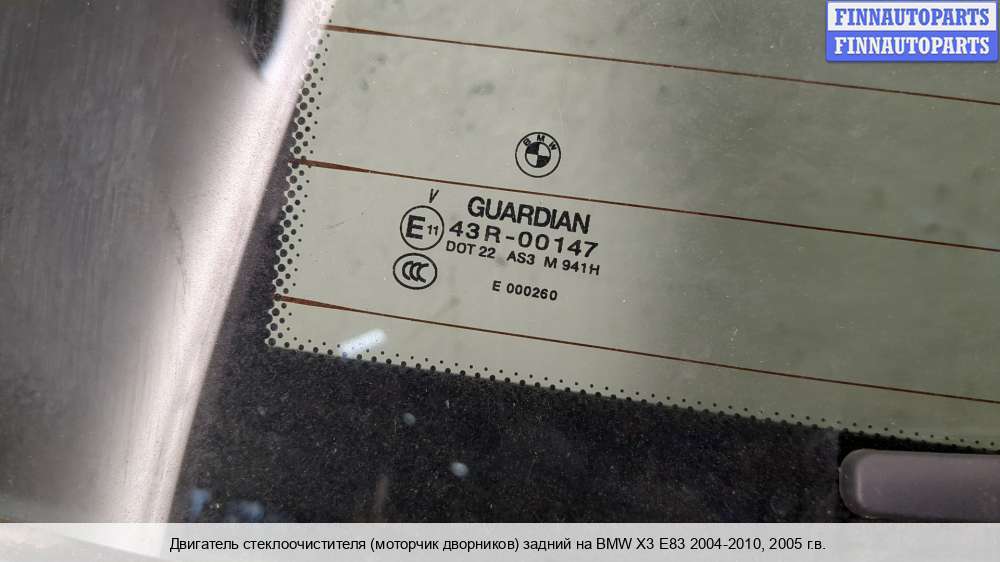 FINNAUTOPARTS
FINNAUTOPARTS
BMW
V
GUARDIAN
E 11 43R-00147
DOT 22 AS3 M 941H
CCC
E 000260
Двигатель стеклоочистителя (моторчик дворников) задний на BMW X3 E83 2004-2010, 2005 г.в.